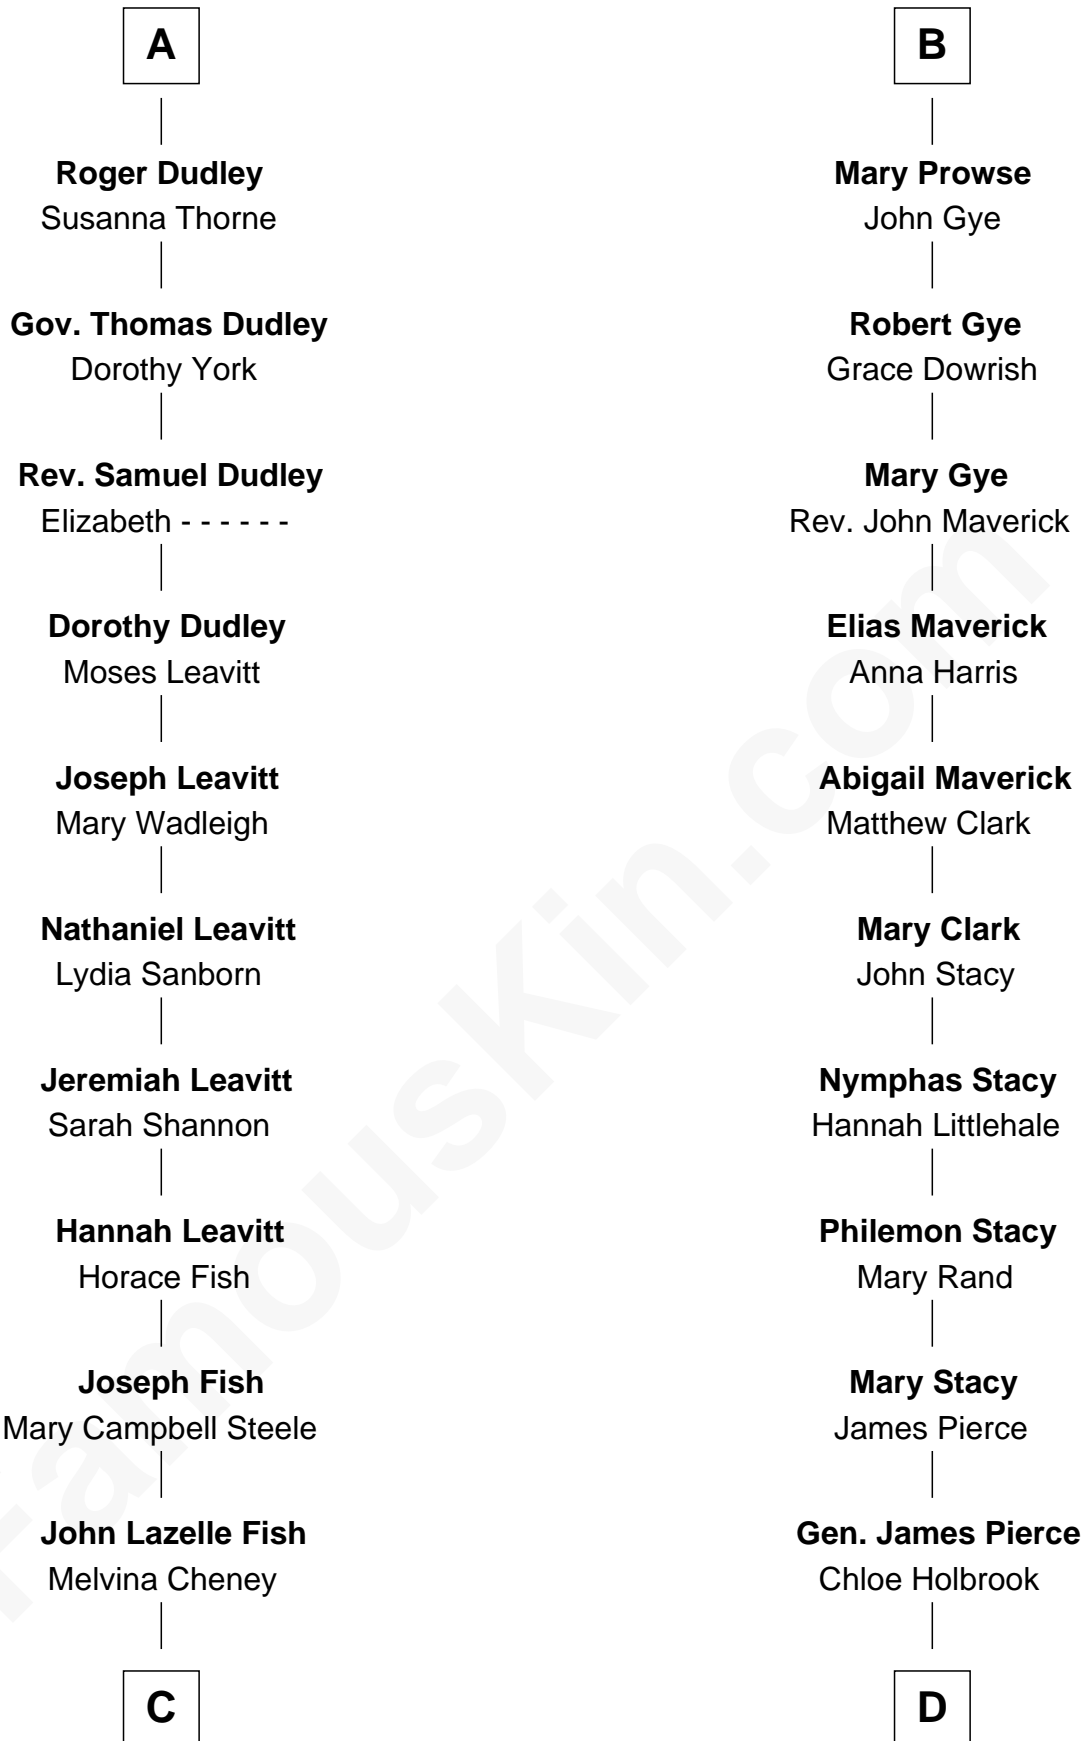 A
Roger Dudley
Susanna Thorne
Gov. Thomas Dudley
Dorothy York
Rev. Samuel Dudley
Elizabeth - - - - - -
Dorothy Dudley
Moses Leavitt
Joseph Leavitt
Mary Wadleigh
Nathaniel Leavitt
Lydia Sanborn
Jeremiah Leavitt
Sarah Shannon
Hannah Leavitt
Horace Fish
Joseph Fish
Mary Campbell Steele
John Lazelle Fish
Melvina Cheney
C
B
Mary Prowse
John Gye
Robert Gye
Grace Dowrish
Mary Gye
Rev. John Maverick
Elias Maverick
Anna Harris
Abigail Maverick
Matthew Clark
Mary Clark
John Stacy
Nymphas Stacy
Hannah Littlehale
Philemon Stacy
Mary Rand
Mary Stacy
James Pierce
Gen. James Pierce
Chloe Holbrook
D
FamousKin.com